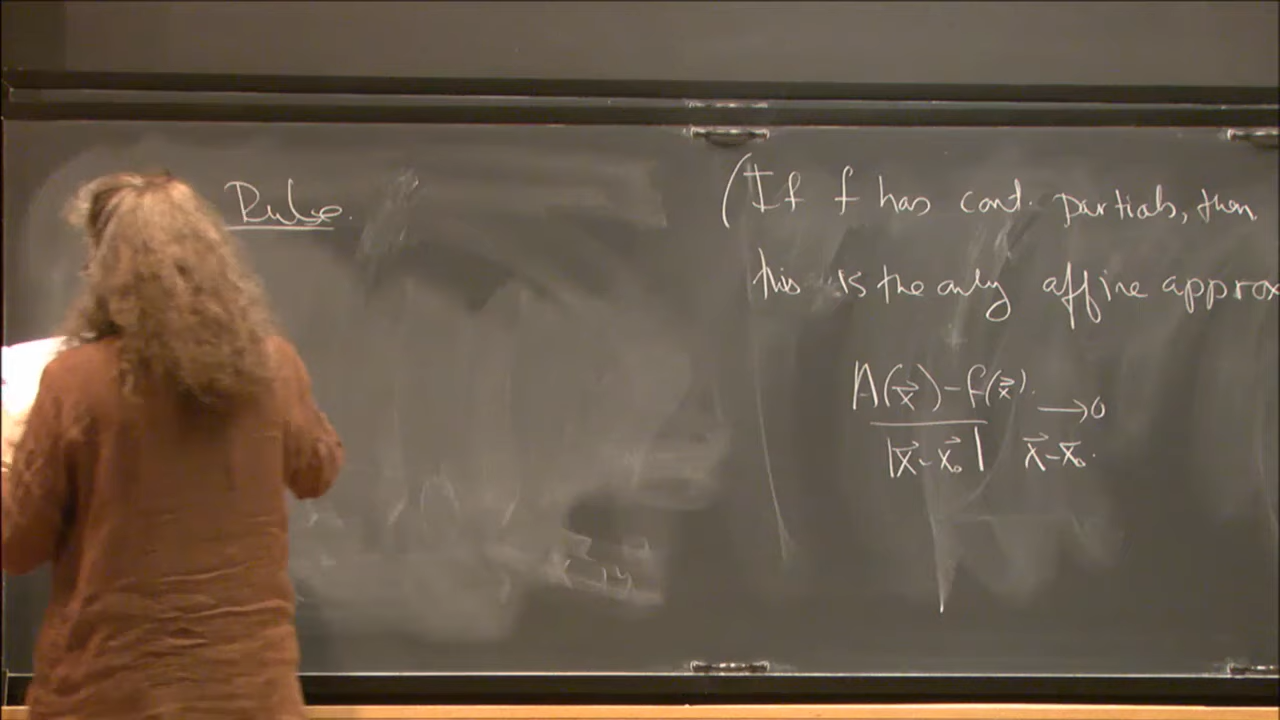 Rule.
(If f has cont. partials, then
this is the only affine approx
A(x⃗) - f(x⃗).
|x⃗ - x⃗₀|
→ 0
x⃗ - x⃗₀.